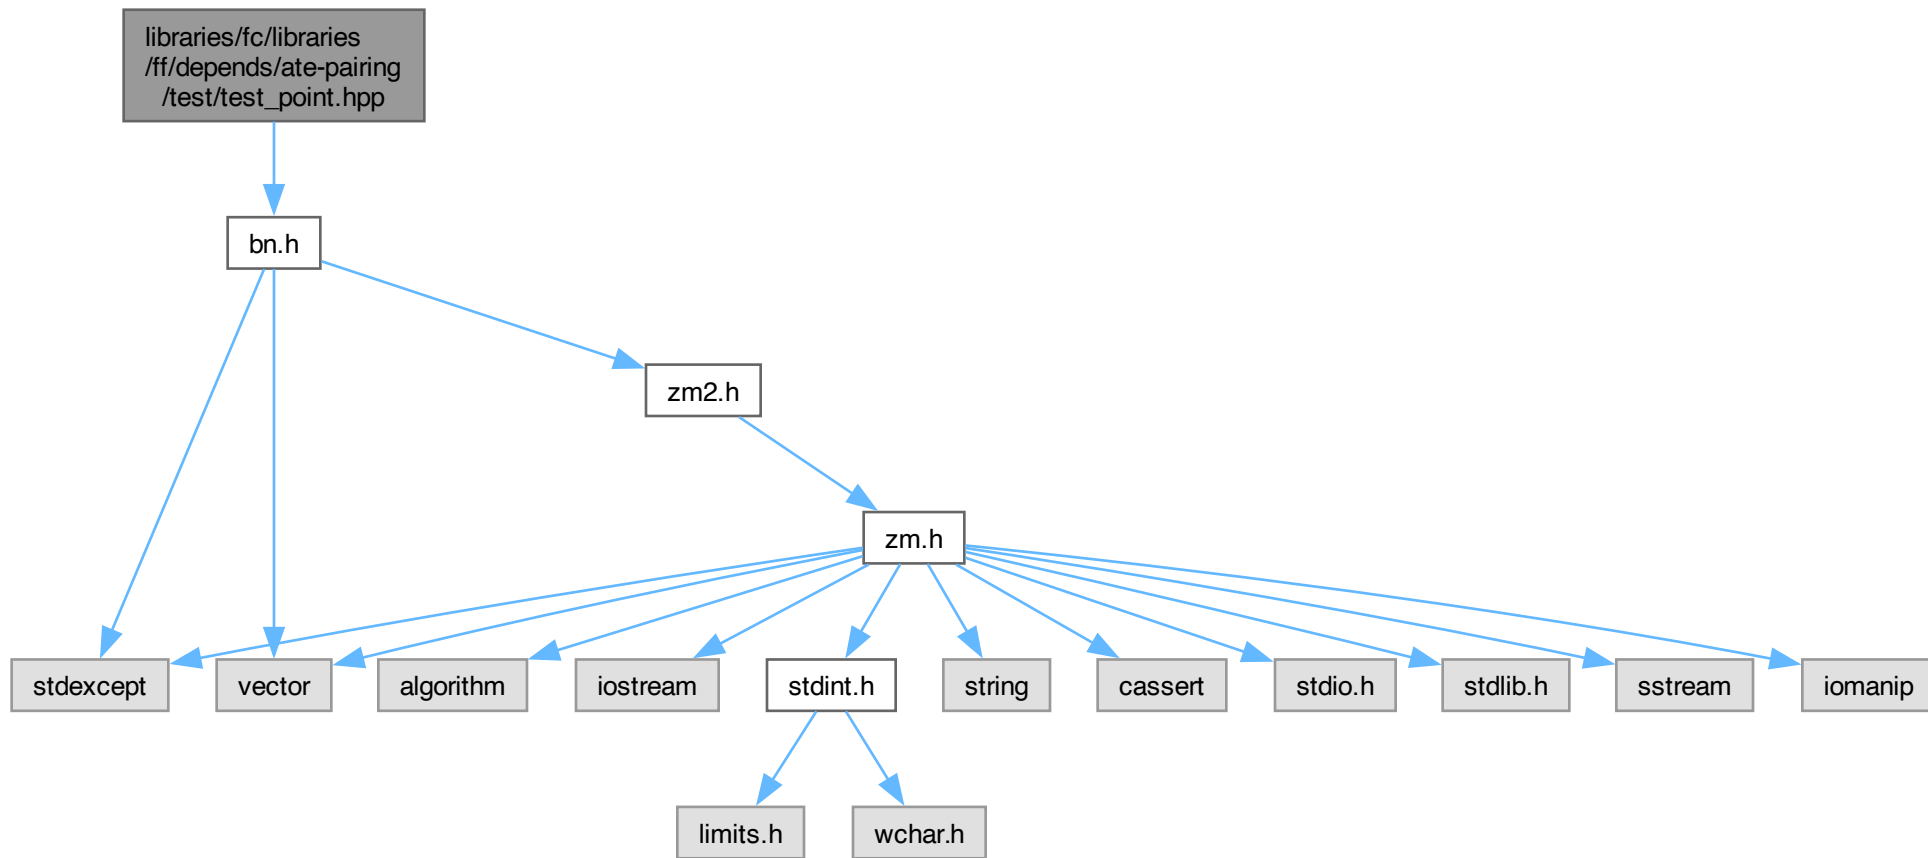 libraries/fc/libraries
/ff/depends/ate-pairing
/test/test_point.hpp
bn.h
zm2.h
zm.h
stdexcept
vector
algorithm
iostream
stdint.h
string
cassert
stdio.h
stdlib.h
sstream
iomanip
limits.h
wchar.h